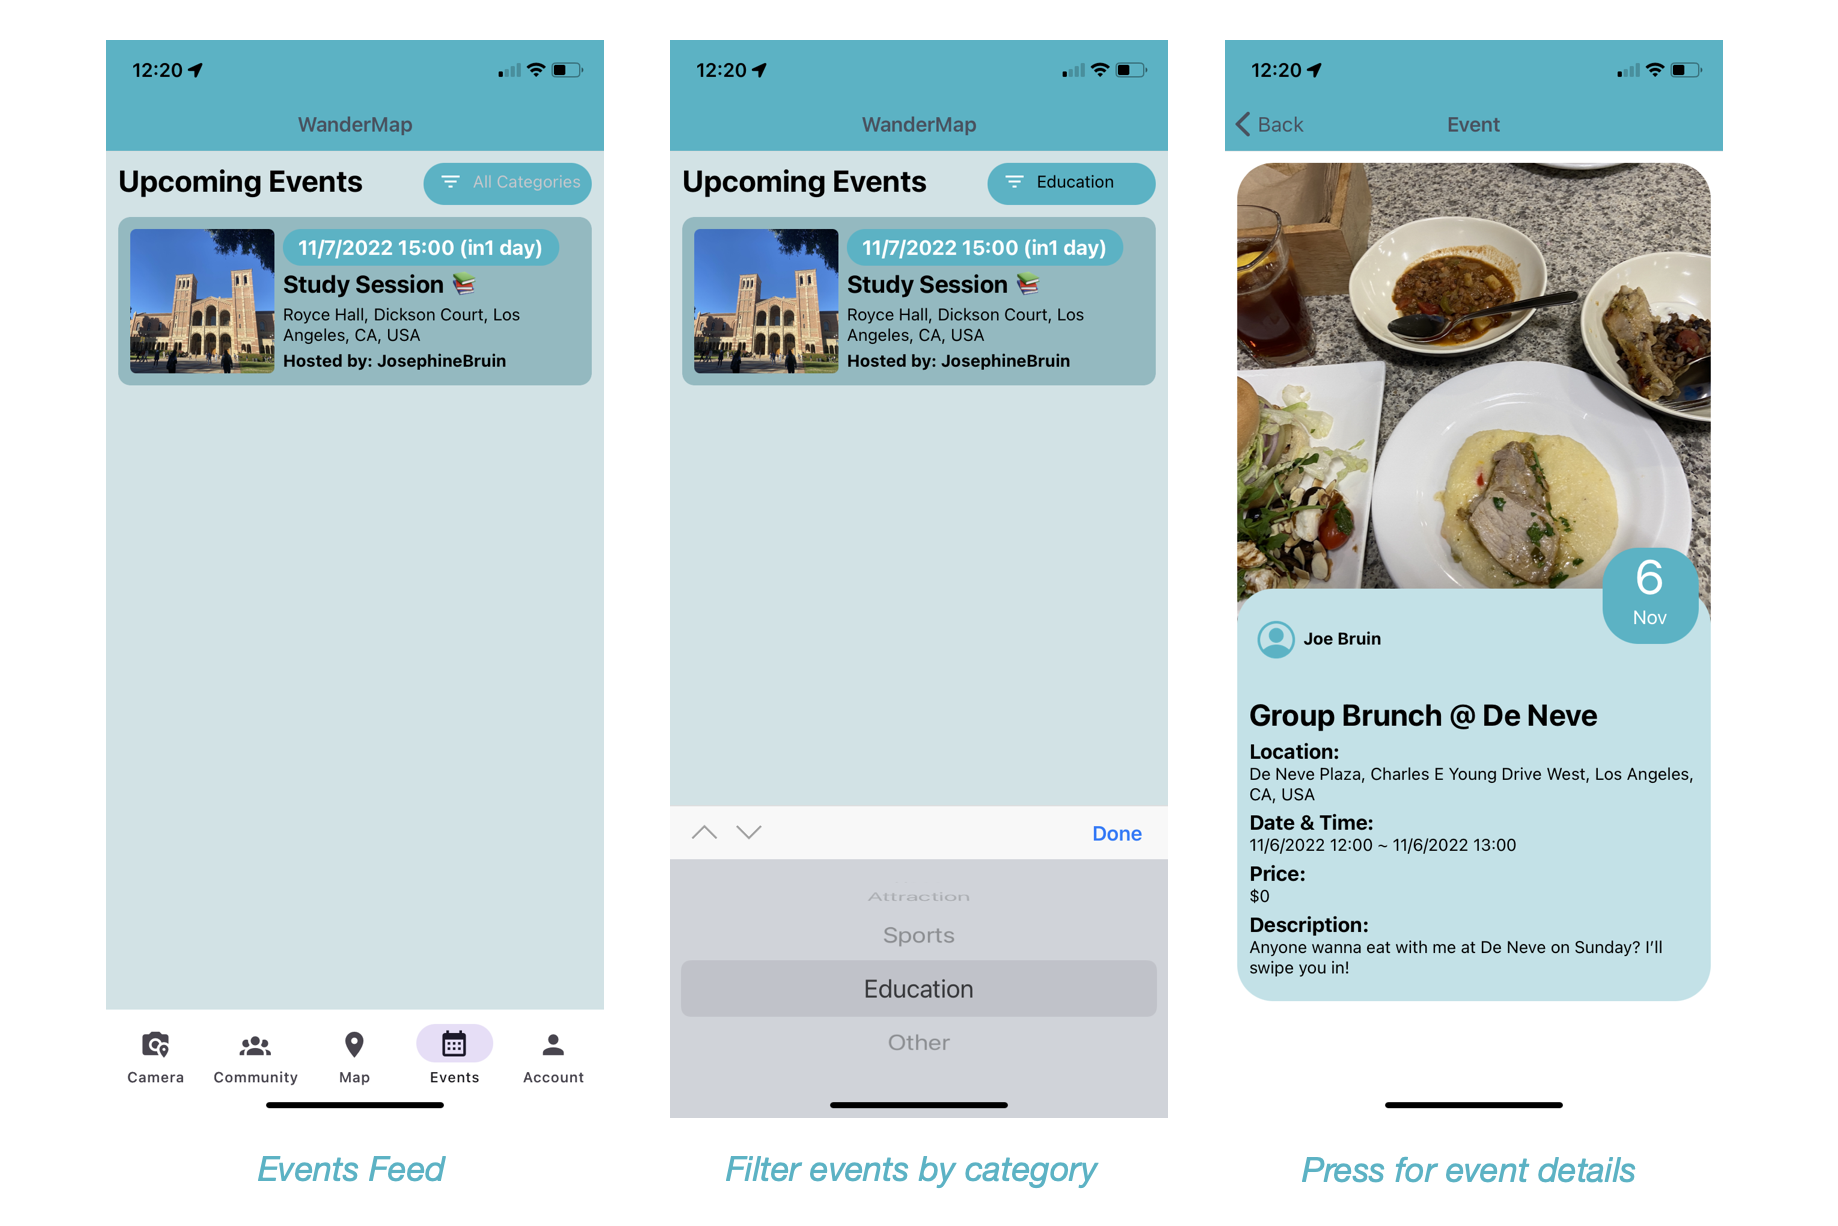 12:20
WanderMap
Upcoming Events
All Categories
11/7/2022 15:00 (in1 day)
Study Session 📚
Royce Hall, Dickson Court, Los
Angeles, CA, USA
Hosted by: JosephineBruin
Camera
Community
Map
Events
Account
Events Feed
12:20
WanderMap
Upcoming Events
Education
11/7/2022 15:00 (in1 day)
Study Session 📚
Royce Hall, Dickson Court, Los
Angeles, CA, USA
Hosted by: JosephineBruin
Done
Attraction
Sports
Education
Other
Filter events by category
12:20
Back
Event
6
Nov
Joe Bruin
Group Brunch @ De Neve
Location:
De Neve Plaza, Charles E Young Drive West, Los Angeles,
CA, USA
Date & Time:
11/6/2022 12:00 ~ 11/6/2022 13:00
Price:
$0
Description:
Anyone wanna eat with me at De Neve on Sunday? I’ll
swipe you in!
Press for event details